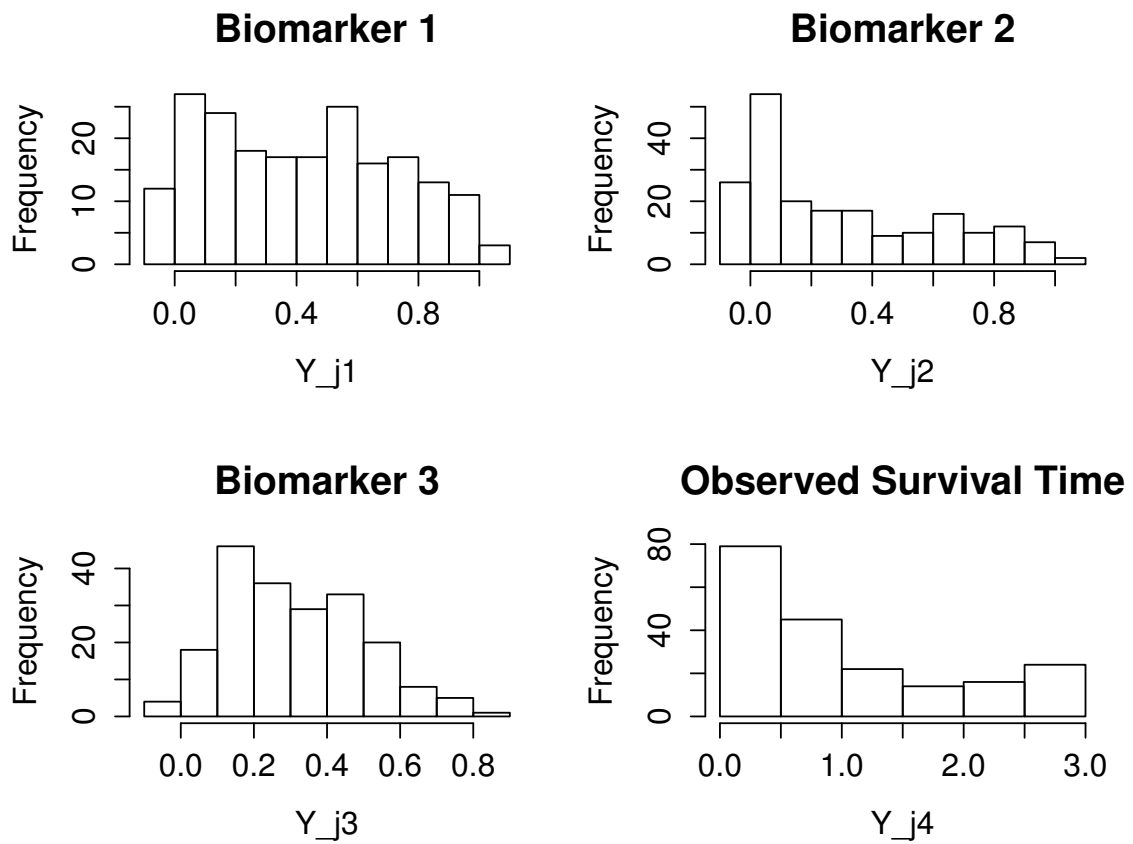 Biomarker 1
Frequency
0 10 20
0.0 0.4 0.8
Y_j1
Biomarker 2
Frequency
0 20 40
0.0 0.4 0.8
Y_j2
Biomarker 3
Frequency
0 20 40
0.0 0.2 0.4 0.6 0.8
Y_j3
Observed Survival Time
Frequency
0 40 80
0.0 1.0 2.0 3.0
Y_j4